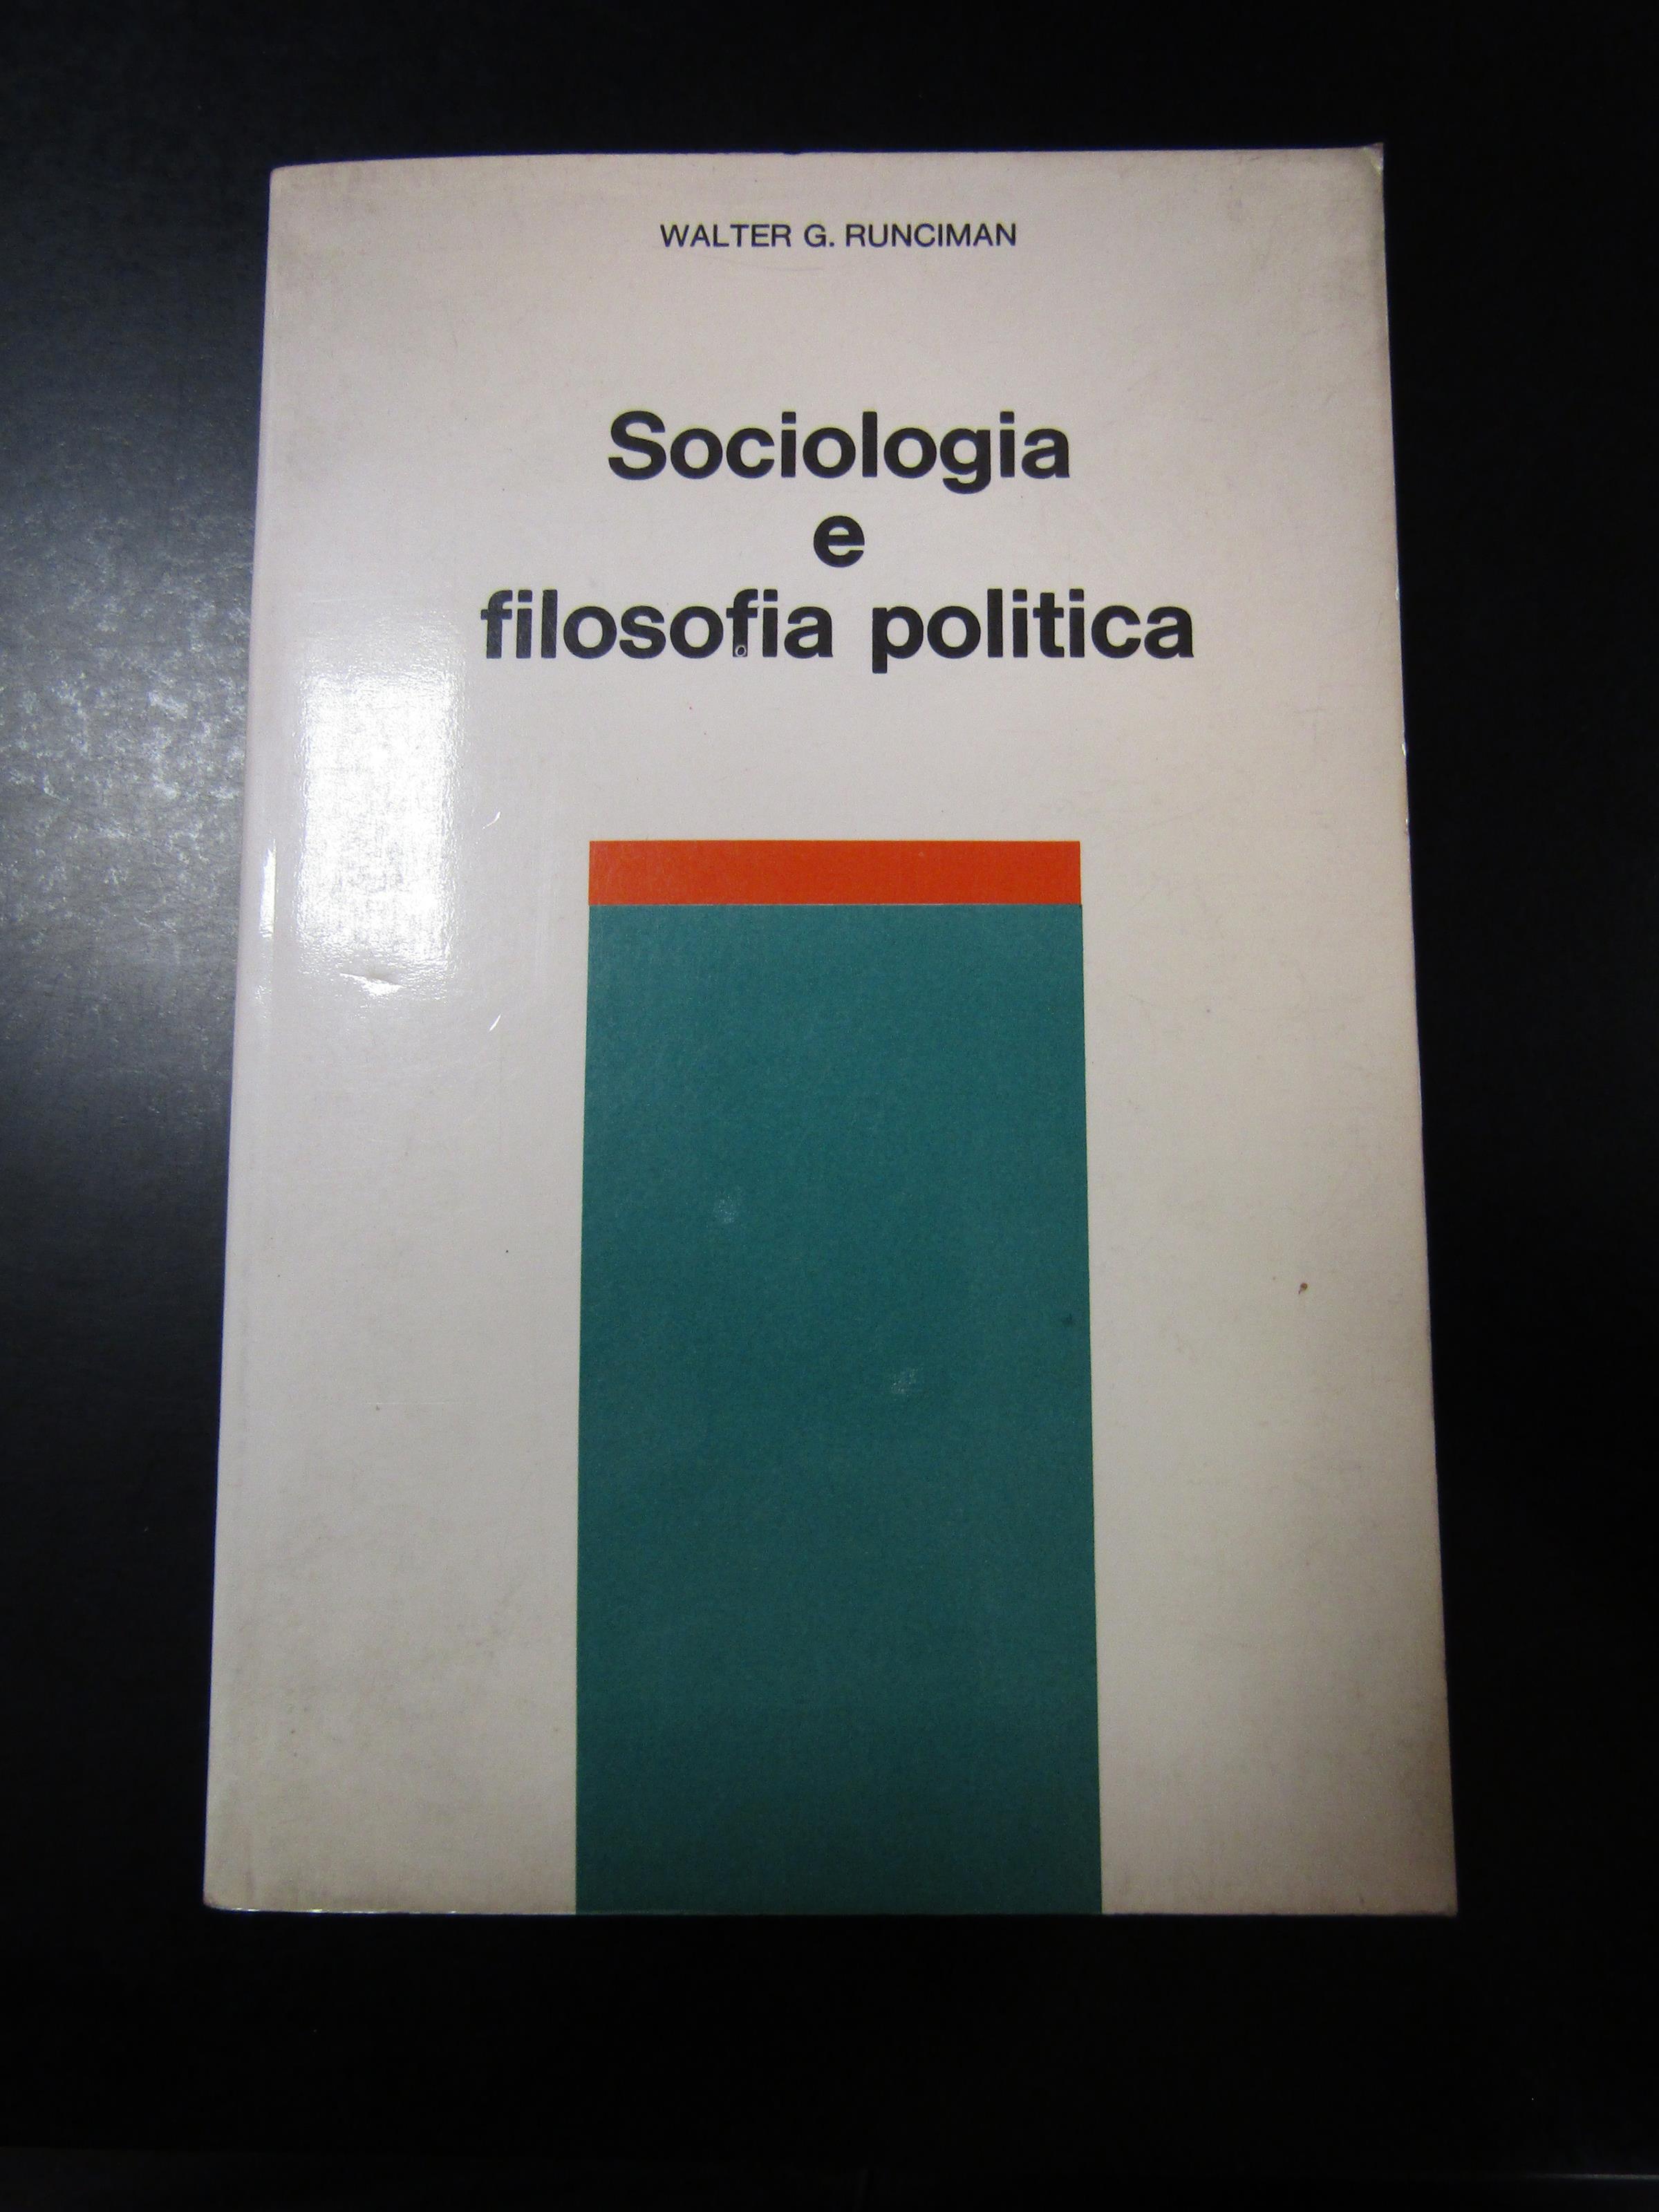 WALTER G. RUNCIMAN
Sociologia
e
filosofia politica